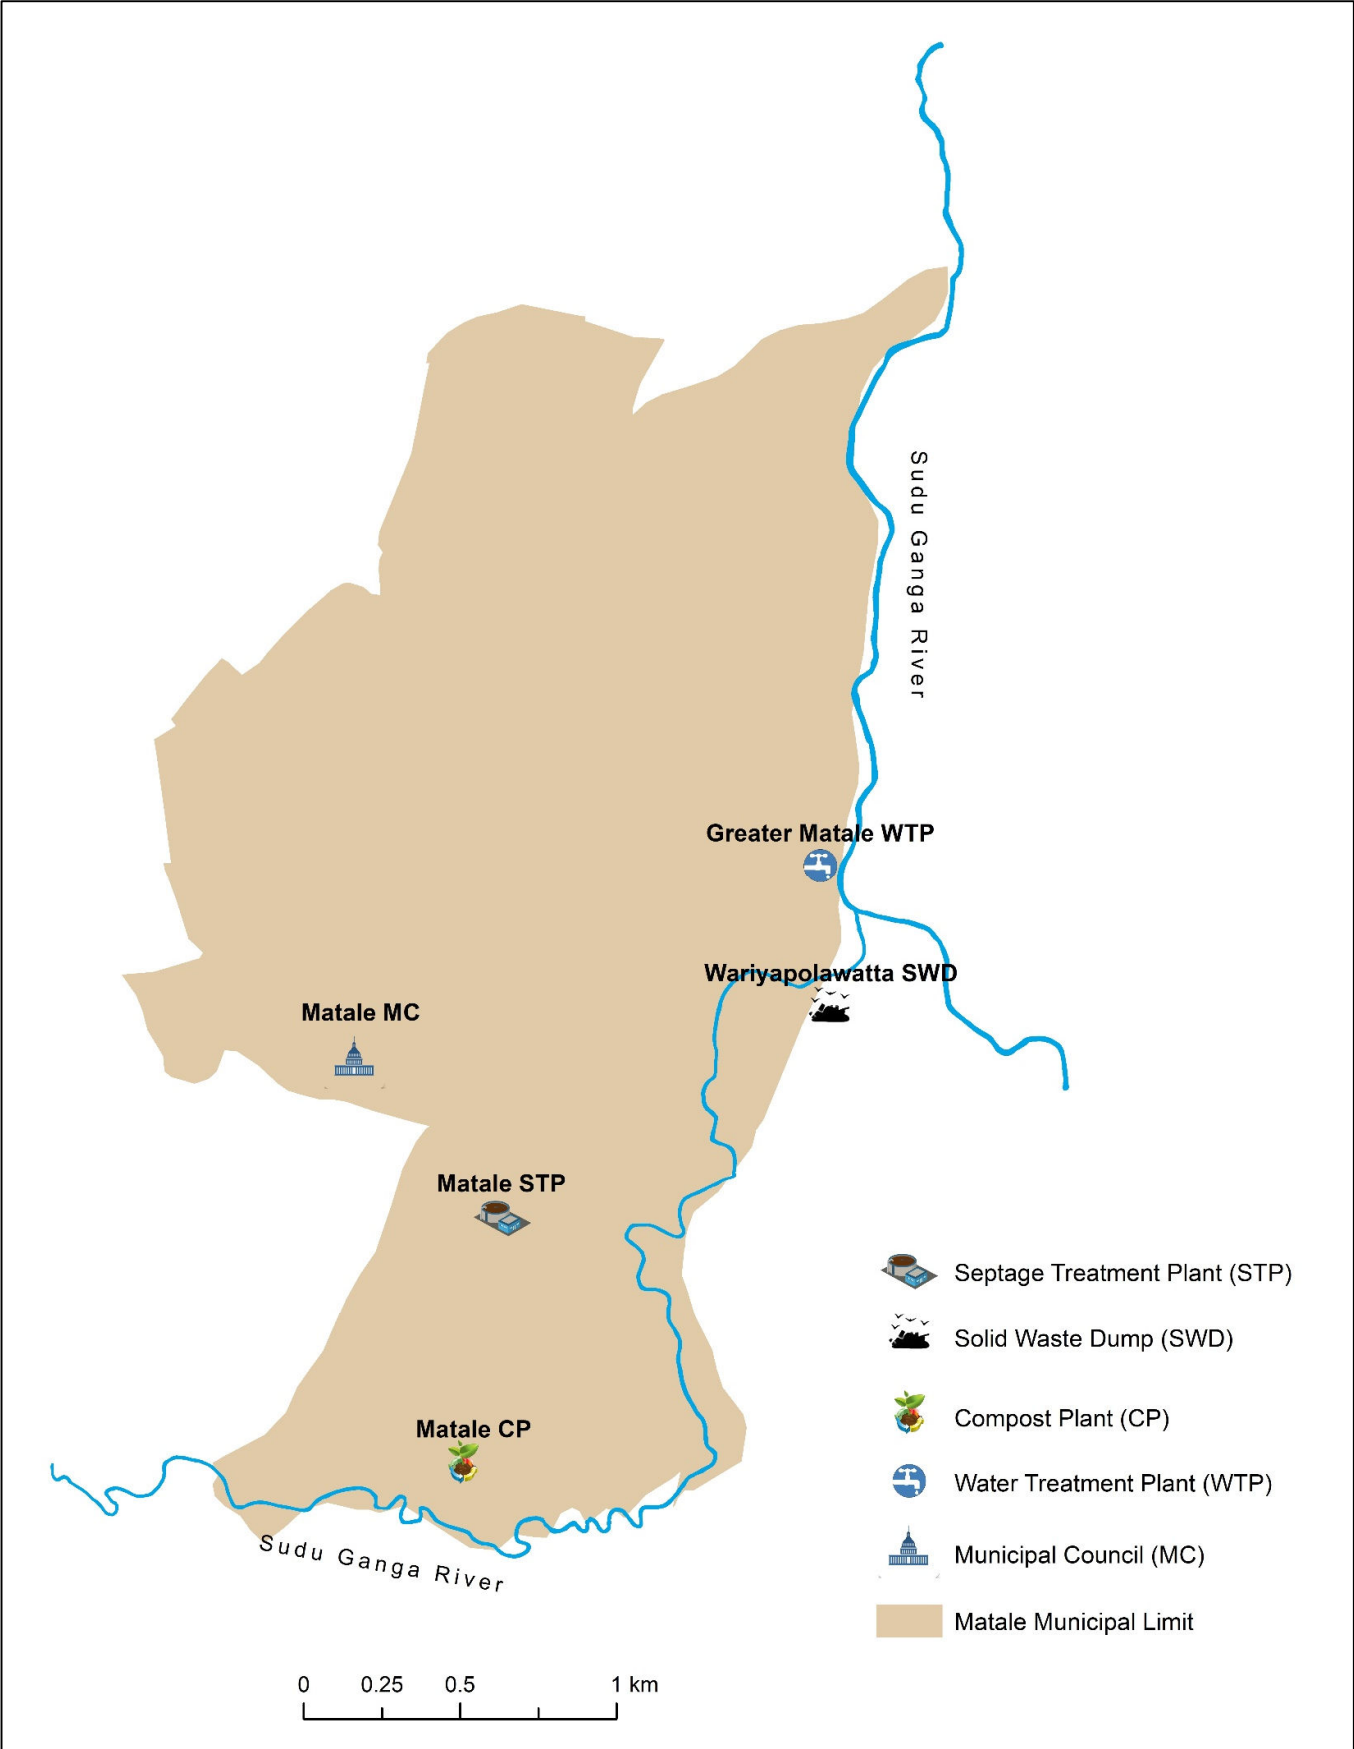 Sudu Ganga River
Greater Matale WTP
Wariyapolawatta SWD
Matale MC
Matale STP
Septage Treatment Plant (STP)
Solid Waste Dump (SWD)
Compost Plant (CP)
Matale CP
Water Treatment Plant (WTP)
Sudu Ganga River
Municipal Council (MC)
Matale Municipal Limit
0 0.25 0.5 1 km